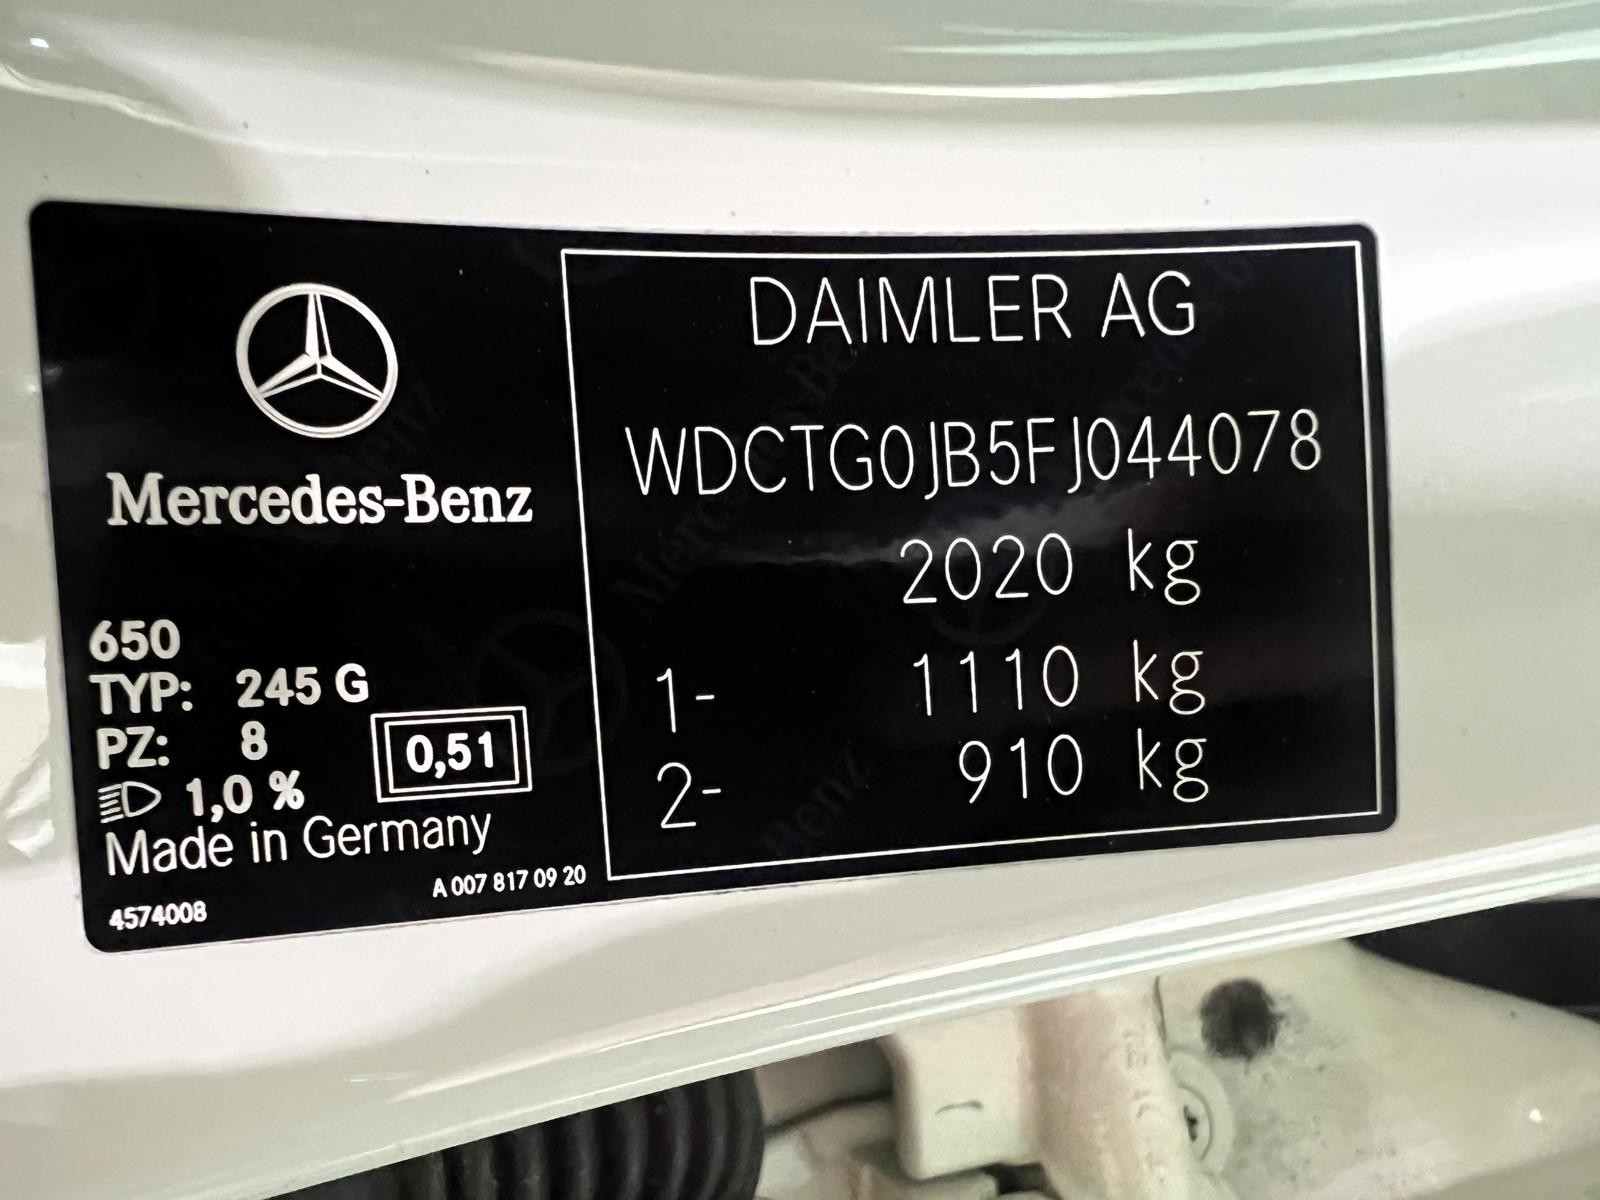 Mercedes-Benz
650
TYP: 245 G
PZ: 8
1,0 %
0,51
Made in Germany
A 007 817 09 20
4574008
DAIMLER AG
WDCTG0JB5FJ044078
2020 kg
1- 1110 kg
2- 910 kg